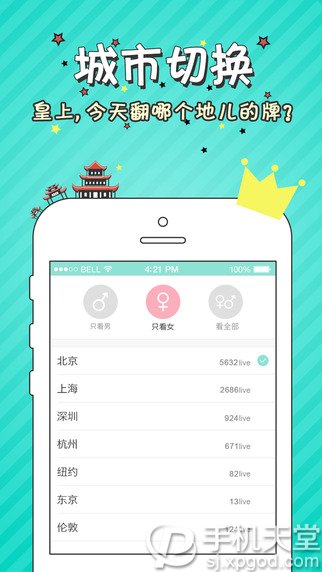 城市切换
皇上,今天翻哪个地儿的牌?
BELL 4:21 PM 100%
只看男 只看女 看全部
北京 5632live
上海 2686live
深圳 924live
杭州 671live
纽约 82live
东京 13live
伦敦
手机天堂
sj.xpgod.com